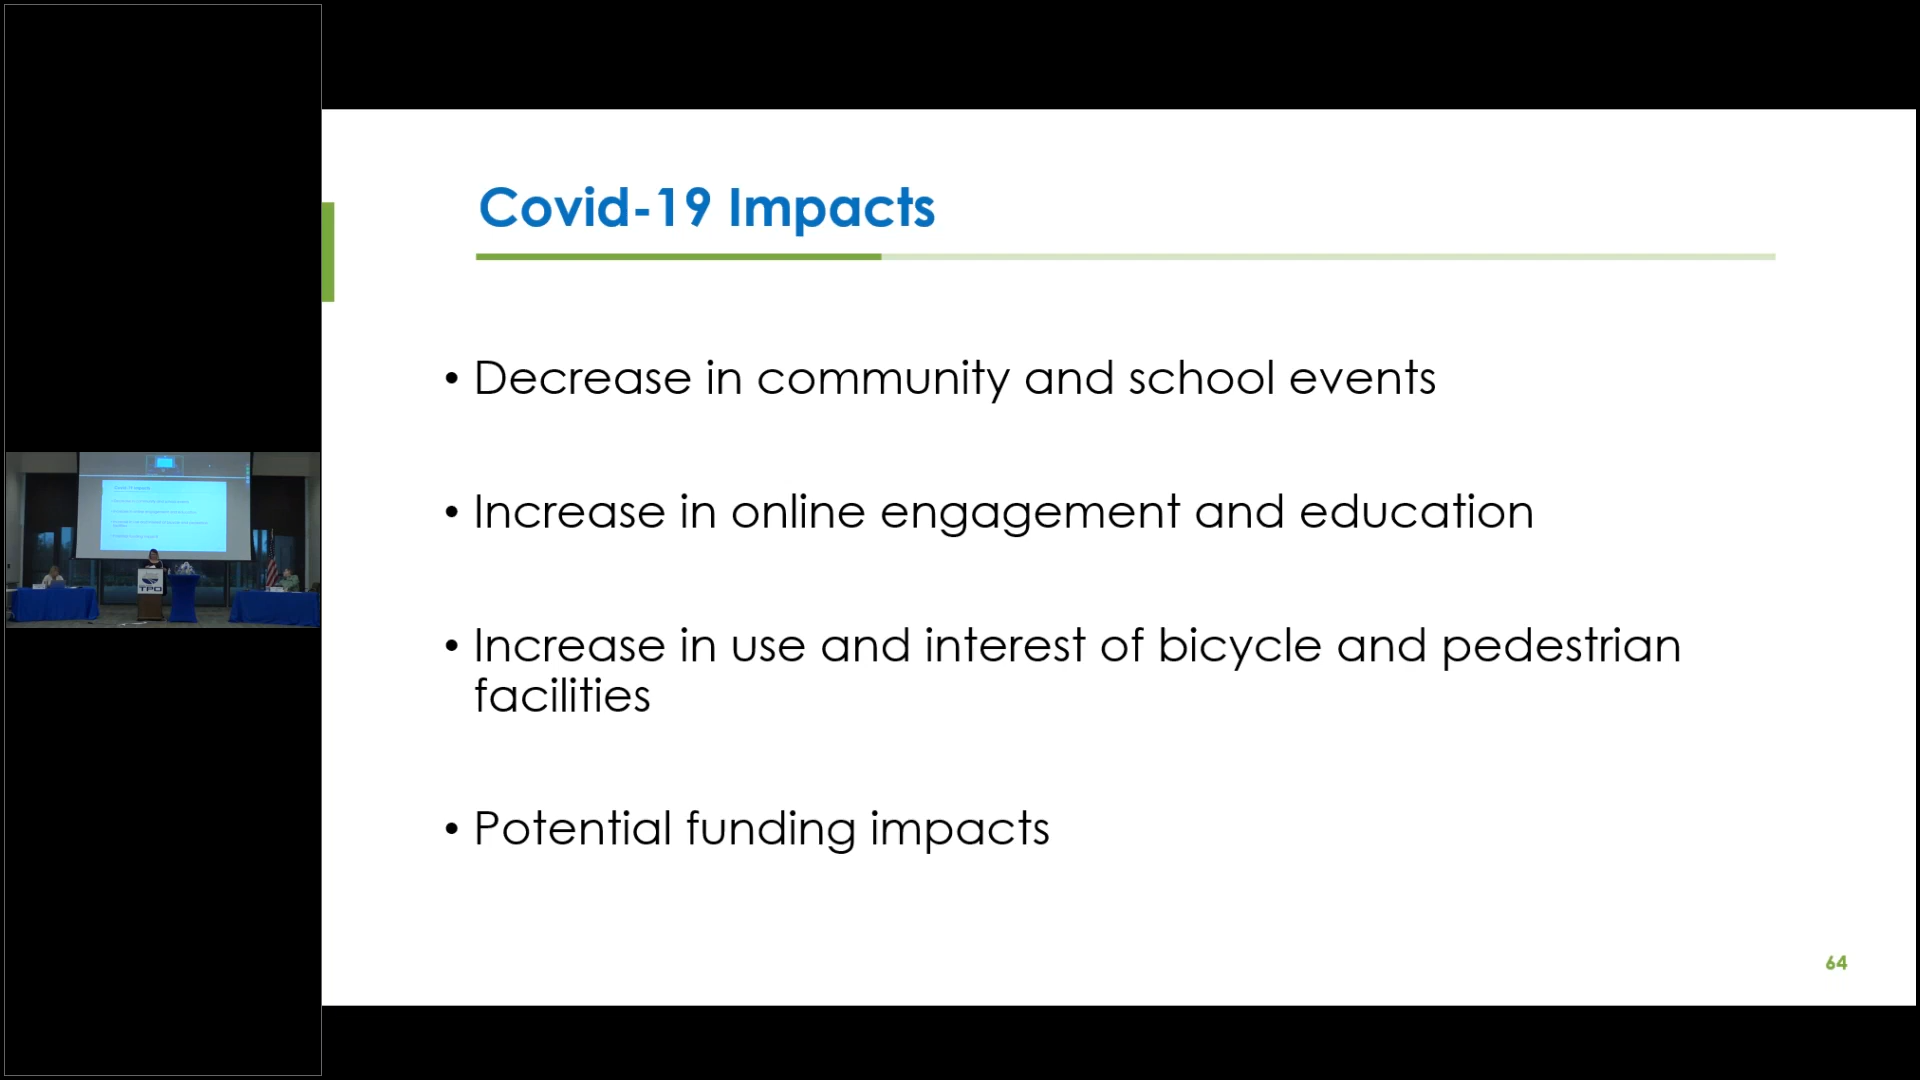 Covid-19 Impacts
• Decrease in community and school events
• Increase in online engagement and education
• Increase in use and interest of bicycle and pedestrian
facilities
• Potential funding impacts
64
TPO